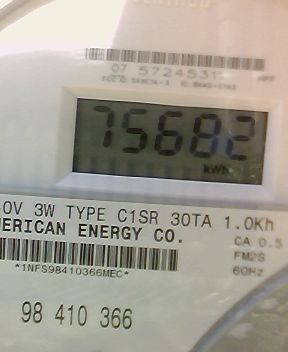 07 5724531
75682
kWh
0V 3W TYPE C1SR 30TA 1.0Kh
ERICAN ENERGY CO.
CA 0.5
*1NFS98410366MEC*
FM2S
60Hz
98 410 366